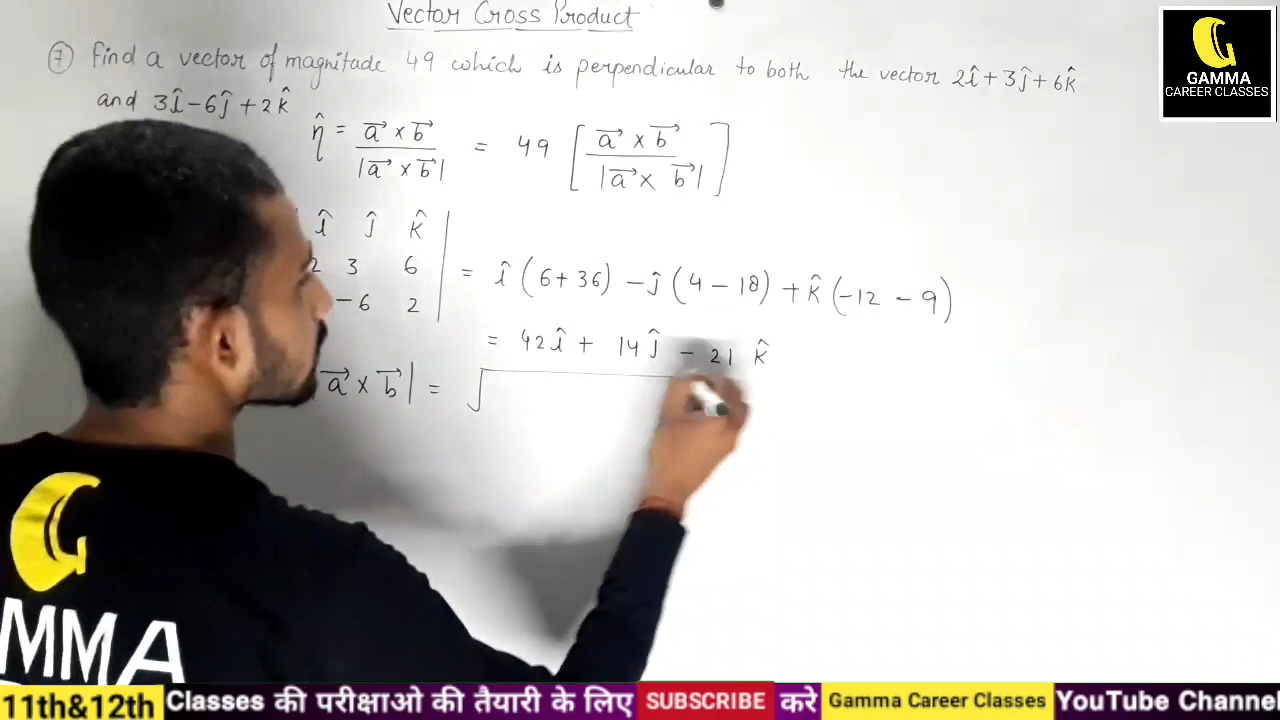 Vector Cross Product
⑦ Find a vector of magnitude 49 which is perpendicular to both the vector 2î+3ĵ+6k̂
and 3î-6ĵ+2k̂
η̂ = a⃗ × b⃗ / |a⃗ × b⃗| = 49 [a⃗ × b⃗ / |a⃗ × b⃗|]
î ĵ k̂
2 3 6 = î (6+36) - ĵ (4-18) + k̂ (-12 - 9)
-6 2
= 42î + 14ĵ - 21 k̂
a⃗ × b⃗| = √
GAMMA
CAREER CLASSES
MMA
11th&12th Classes की परीक्षाओ की तैयारी के लिए SUBSCRIBE करे Gamma Career Classes YouTube Channel